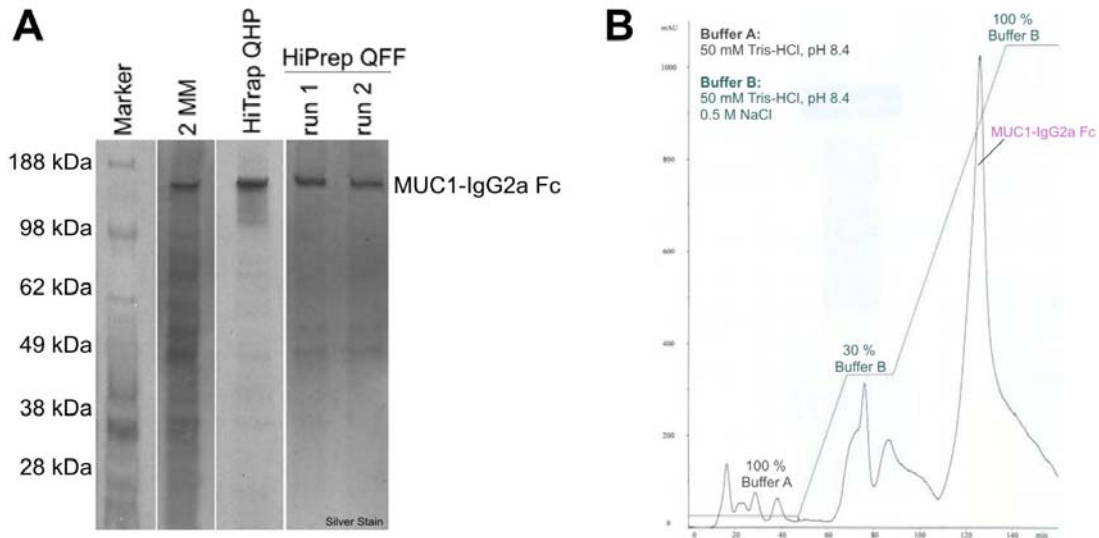 A
Marker
2 MM
HiTrap QHP
HiPrep QFF
run 1
run 2
188 kDa
98 kDa
62 kDa
49 kDa
38 kDa
28 kDa
MUC1-IgG2a Fc
Silver Stain
B
mAU
Buffer A:
50 mM Tris-HCl, pH 8.4
Buffer B:
50 mM Tris-HCl, pH 8.4
0.5 M NaCl
100 %
Buffer B
MUC1-IgG2a Fc
30 %
Buffer B
100 %
Buffer A
1000
800
600
400
200
0
0 20 40 60 80 100 120 140 min